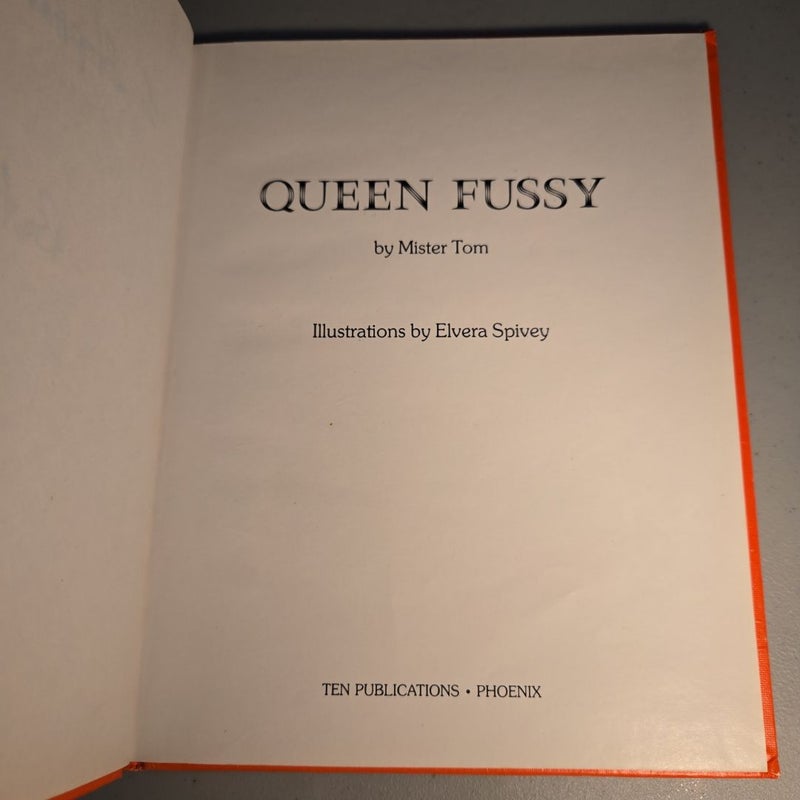 QUEEN FUSSY
by Mister Tom
Illustrations by Elvera Spivey
TEN PUBLICATIONS • PHOENIX